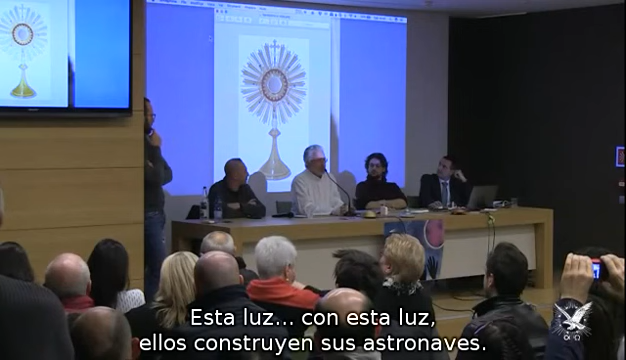 Esta luz... con esta luz,
ellos construyen sus astronaves.